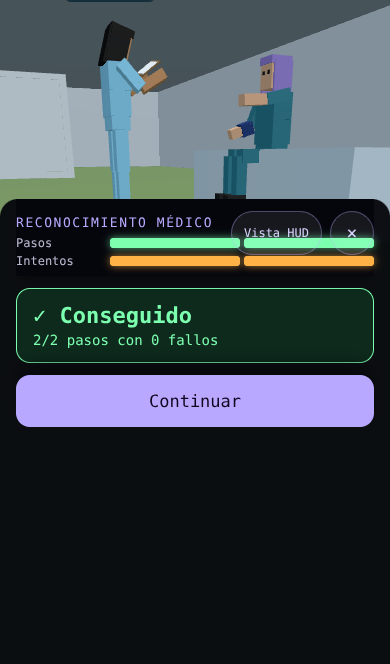 RECONOCIMIENTO MÉDICO
Vista HUD
✕
Pasos
Intentos
✓ Conseguido
2/2 pasos con 0 fallos
Continuar